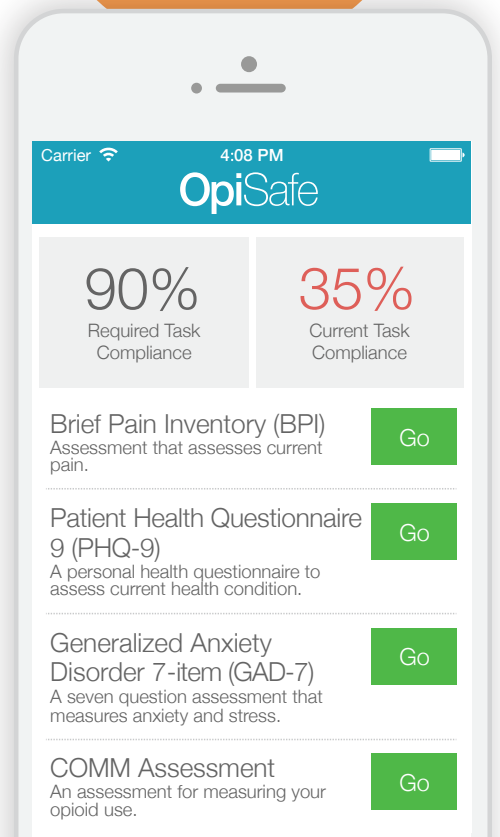 Carrier 4:08 PM
OpiSafe
90%
Required Task
Compliance
35%
Current Task
Compliance
Brief Pain Inventory (BPI)
Assessment that assesses current
pain.
Go
Patient Health Questionnaire
9 (PHQ-9)
A personal health questionnaire to
assess current health condition.
Go
Generalized Anxiety
Disorder 7-item (GAD-7)
A seven question assessment that
measures anxiety and stress.
Go
COMM Assessment
An assessment for measuring your
opioid use.
Go